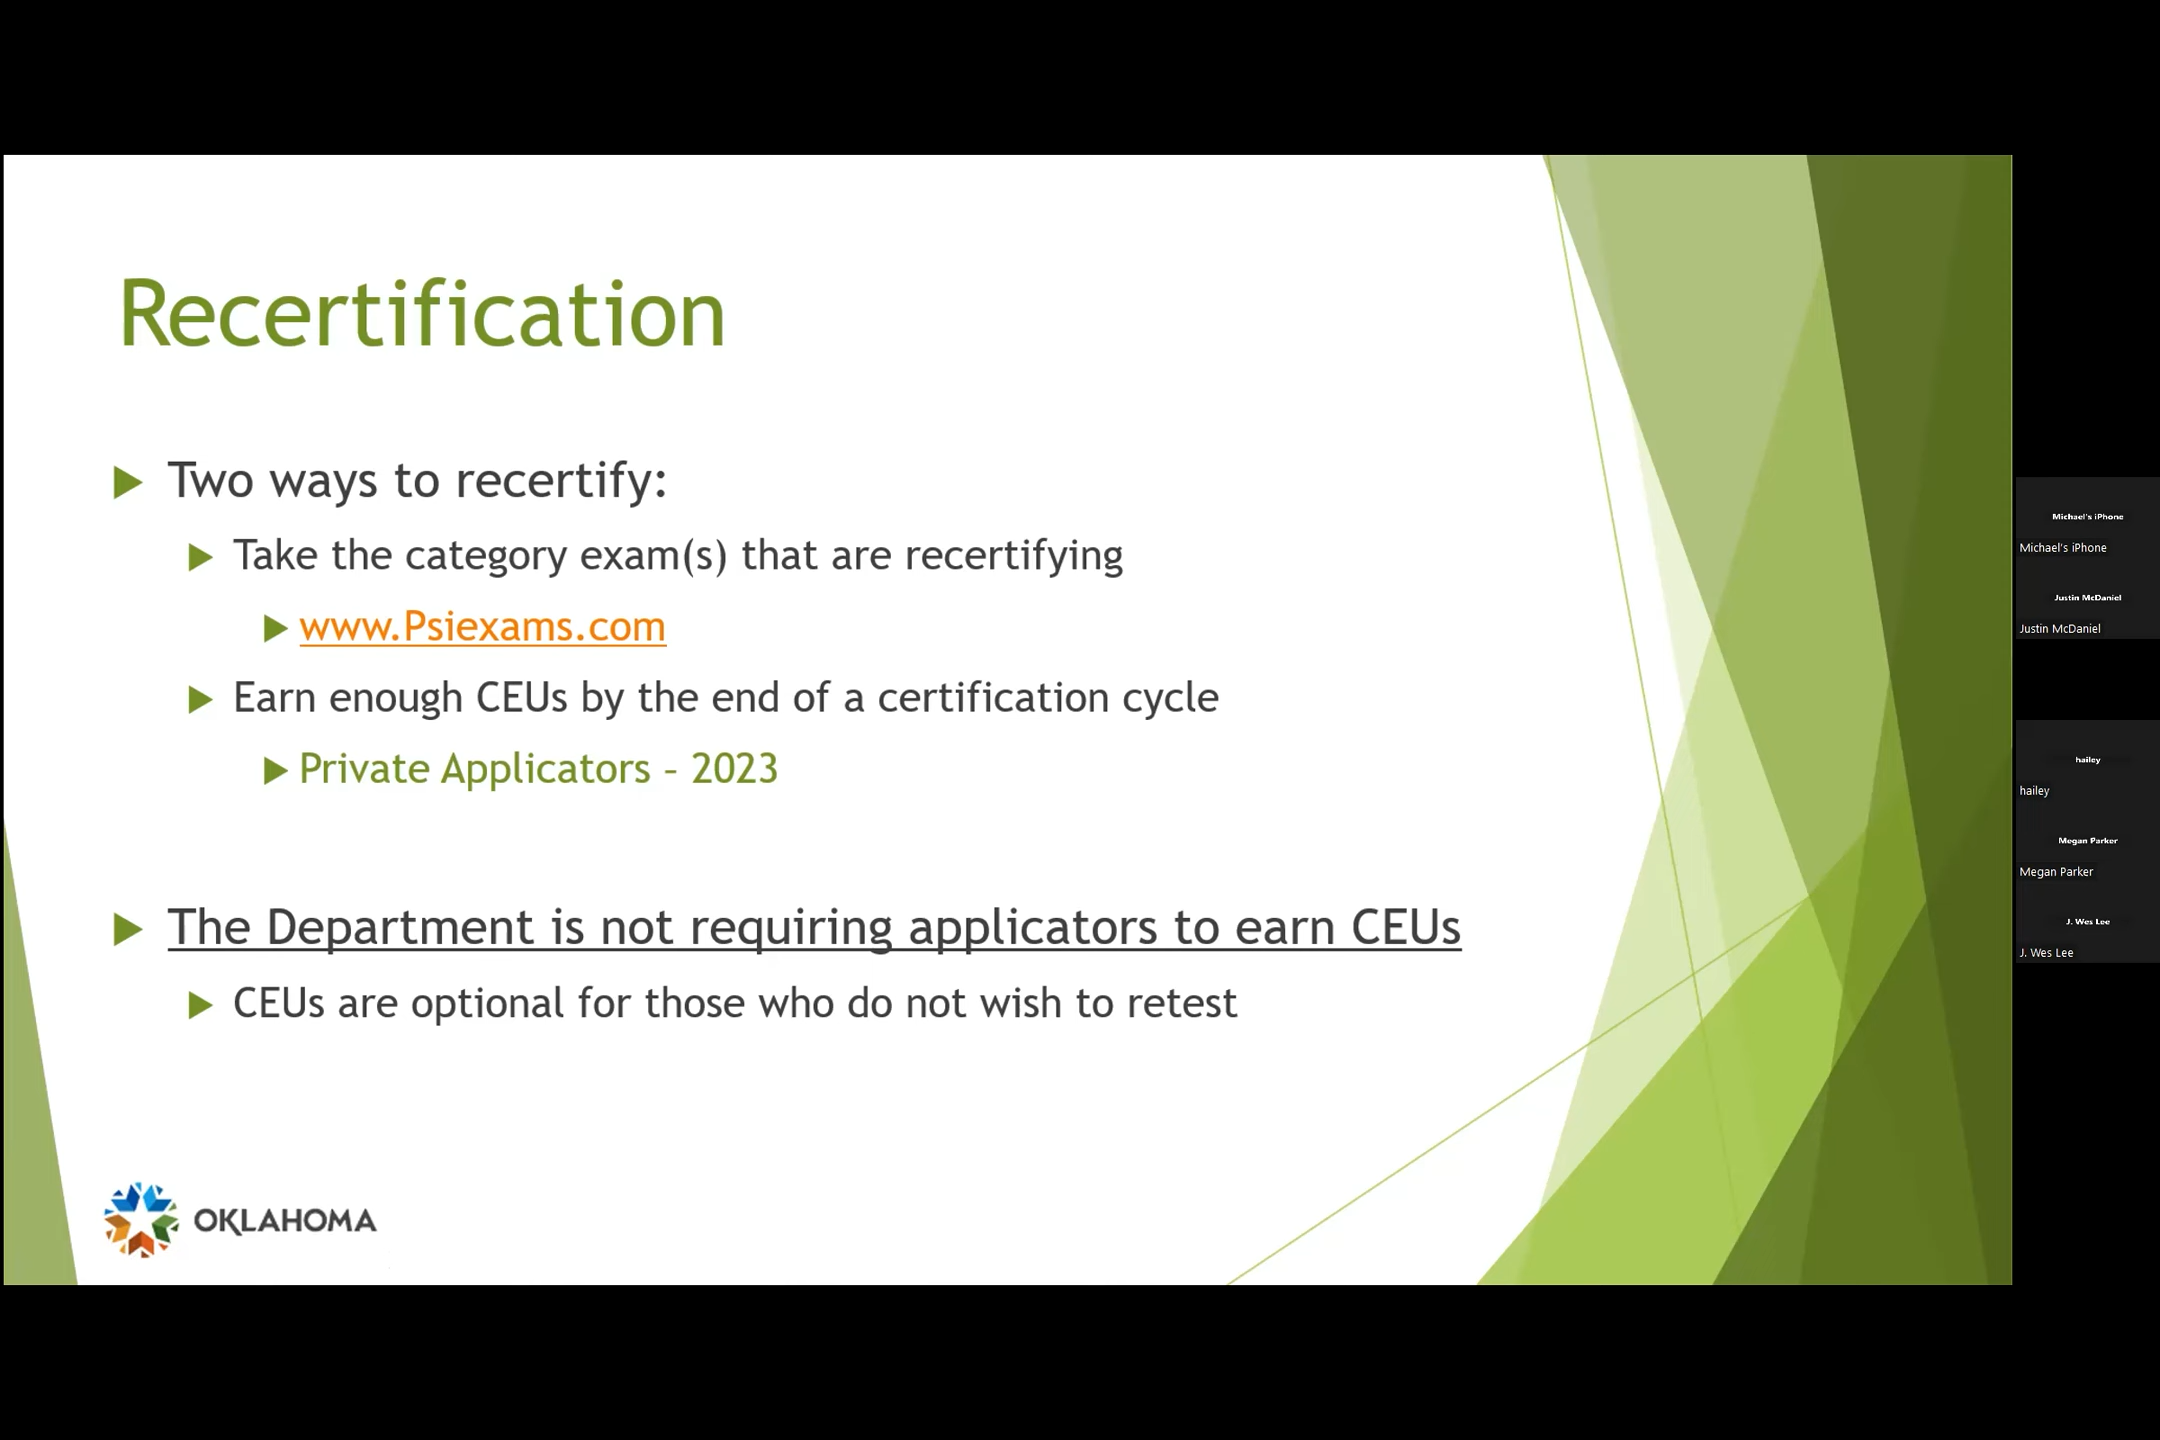 Recertification
Two ways to recertify:
Take the category exam(s) that are recertifying
www.Psiexams.com
Earn enough CEUs by the end of a certification cycle
Private Applicators – 2023
The Department is not requiring applicators to earn CEUs
CEUs are optional for those who do not wish to retest
OKLAHOMA
Michael's iPhone
Michael's iPhone
Justin McDaniel
Justin McDaniel
hailey
hailey
Megan Parker
Megan Parker
J. Wes Lee
J. Wes Lee